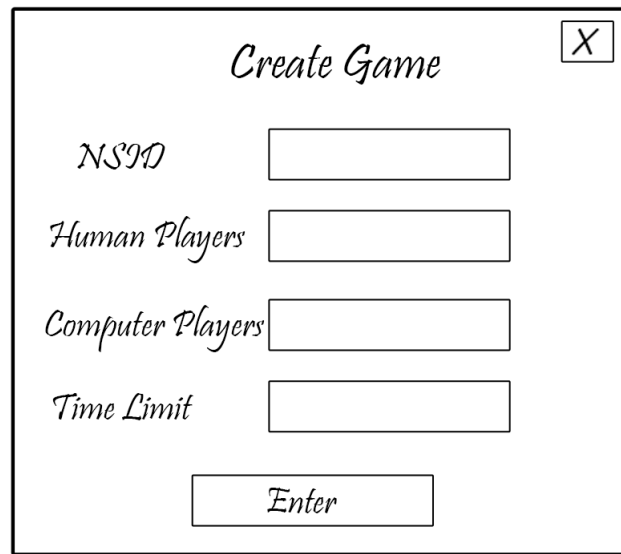 X
Create Game
NSID
Human Players
Computer Players
Time Limit
Enter